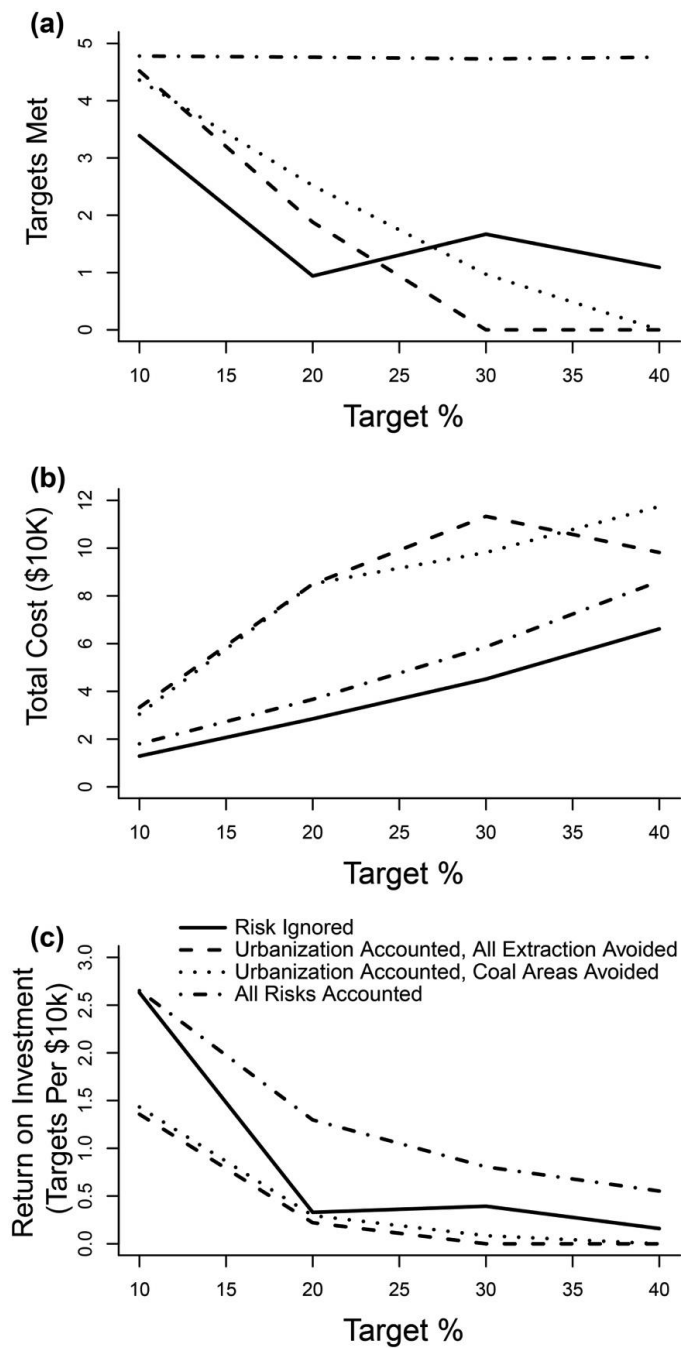 (a)
Targets Met
5
4
3
2
1
0
10 15 20 25 30 35 40
Target %
(b)
Total Cost ($10K)
12
10
8
6
4
2
0
10 15 20 25 30 35 40
Target %
(c)
Risk Ignored
Urbanization Accounted, All Extraction Avoided
Urbanization Accounted, Coal Areas Avoided
All Risks Accounted
Return on Investment
(Targets Per $10k)
3.0
2.5
2.0
1.5
1.0
0.5
0.0
10 15 20 25 30 35 40
Target %